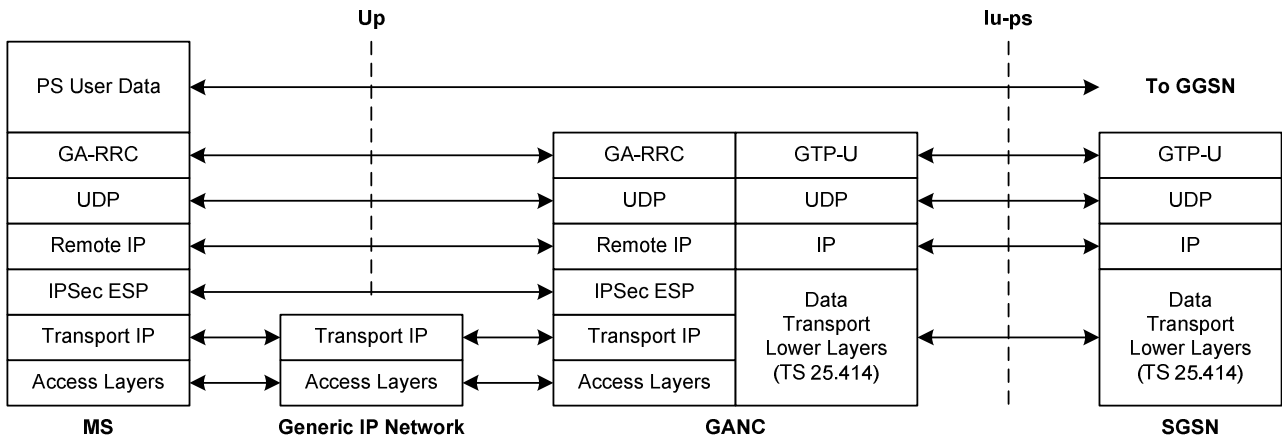 Up
Iu-ps
PS User Data
To GGSN
GA-RRC
GA-RRC
GTP-U
GTP-U
UDP
UDP
UDP
UDP
Remote IP
Remote IP
IP
IP
IPSec ESP
IPSec ESP
Data
Transport
Lower Layers
(TS 25.414)
Data
Transport
Lower Layers
(TS 25.414)
Transport IP
Transport IP
Transport IP
Access Layers
Access Layers
Access Layers
MS
Generic IP Network
GANC
SGSN